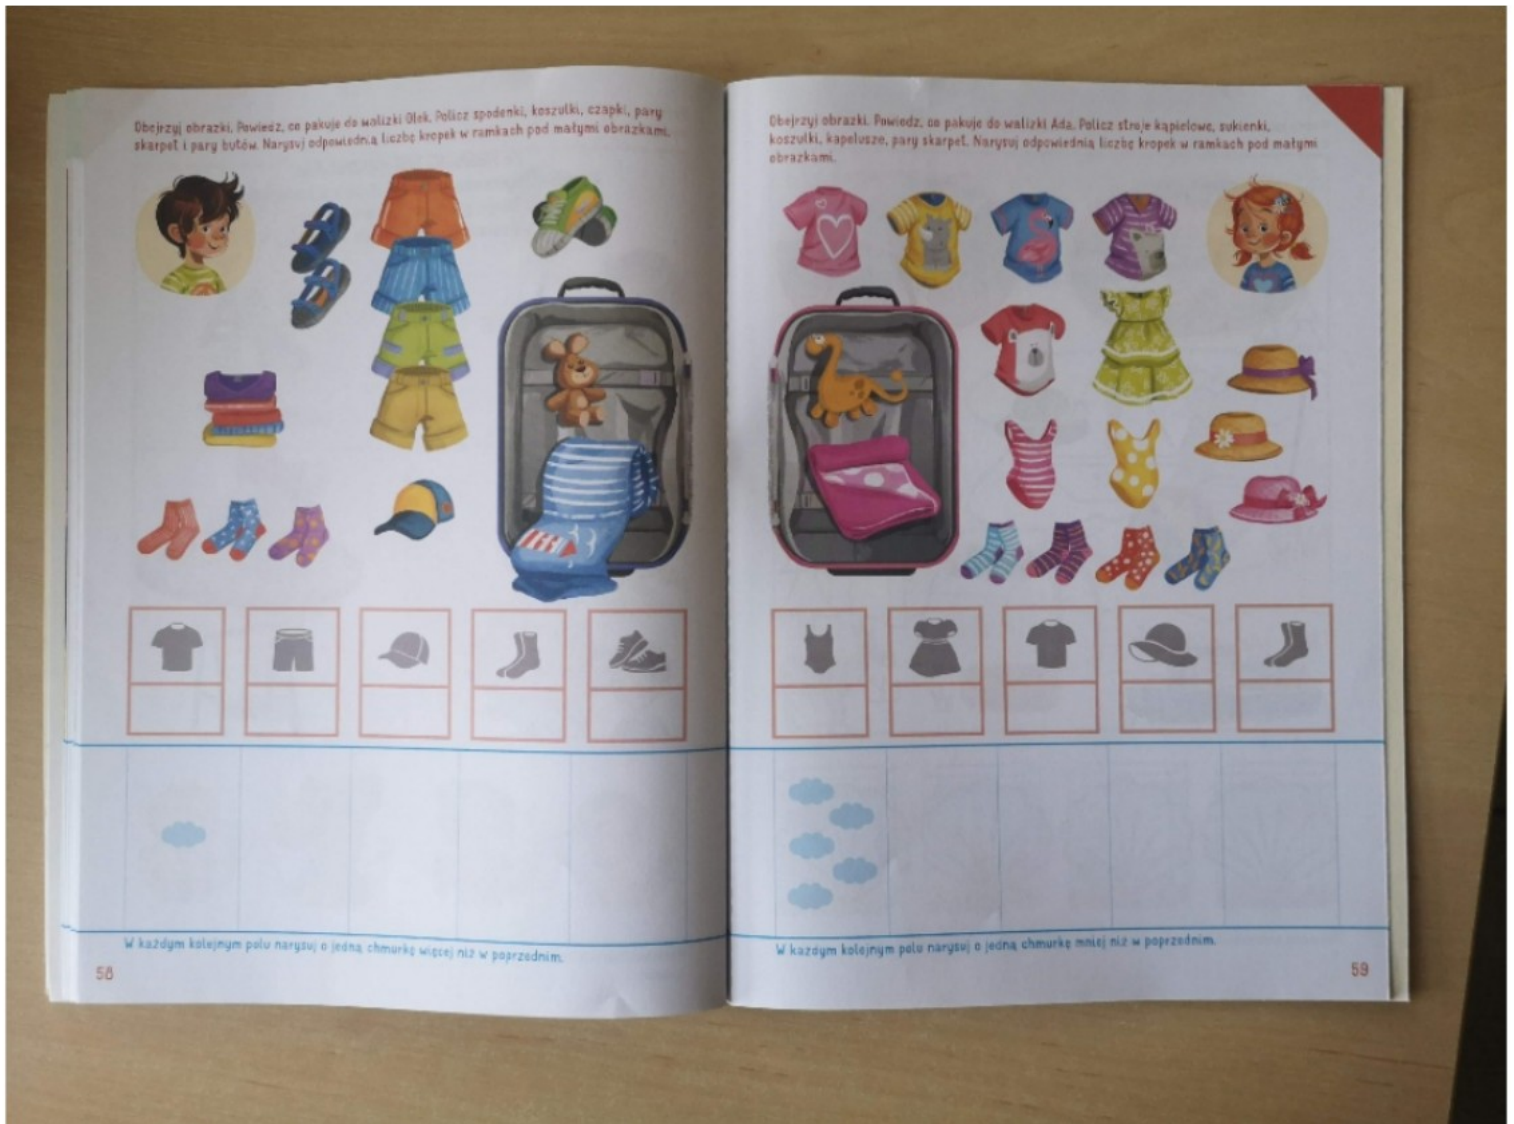 Obejrzyj obrazki. Powiedz, co pakuje do walizki Olek. Policz spodenki, koszulki, czapki, pary
skarpet i pary butów. Narysuj odpowiednią liczbę kropek w ramkach pod małymi obrazkami.
W każdym kolejnym polu narysuj o jedną chmurkę więcej niż w poprzednim.
58
Obejrzyj obrazki. Powiedz, co pakuje do walizki Ada. Policz stroje kąpielowe, sukienki,
koszulki, kapelusze, pary skarpet. Narysuj odpowiednią liczbę kropek w ramkach pod małymi
obrazkami.
W każdym kolejnym polu narysuj o jedną chmurkę mniej niż w poprzednim.
59